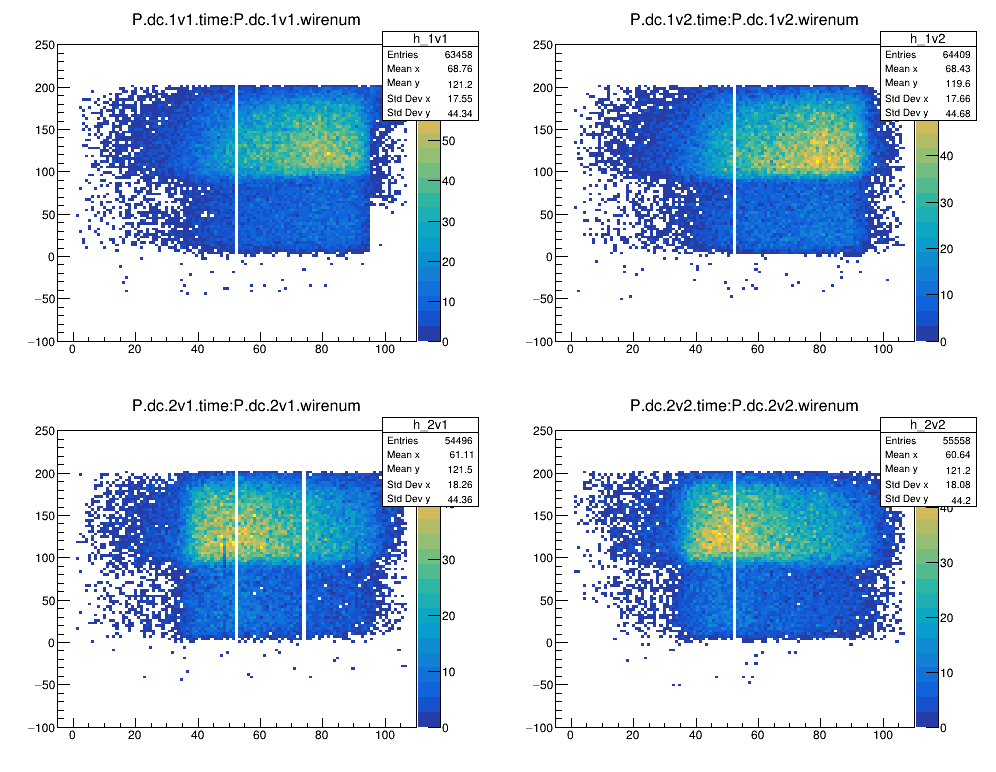 P.dc.1v1.time:P.dc.1v1.wirenum
h_1v1
Entries 63458
Mean x 68.76
Mean y 121.2
Std Dev x 17.55
Std Dev y 44.34
250
200
150
100
50
0
−50
−100
0 20 40 60 80 100
50
40
30
20
10
0
P.dc.1v2.time:P.dc.1v2.wirenum
h_1v2
Entries 64409
Mean x 68.43
Mean y 119.6
Std Dev x 17.66
Std Dev y 44.68
250
200
150
100
50
0
−50
−100
0 20 40 60 80 100
40
30
20
10
0
P.dc.2v1.time:P.dc.2v1.wirenum
h_2v1
Entries 54496
Mean x 61.11
Mean y 121.5
Std Dev x 18.26
Std Dev y 44.36
250
200
150
100
50
0
−50
−100
0 20 40 60 80 100
30
20
10
0
P.dc.2v2.time:P.dc.2v2.wirenum
h_2v2
Entries 55558
Mean x 60.64
Mean y 121.2
Std Dev x 18.08
Std Dev y 44.2
250
200
150
100
50
0
−50
−100
0 20 40 60 80 100
40
30
20
10
0